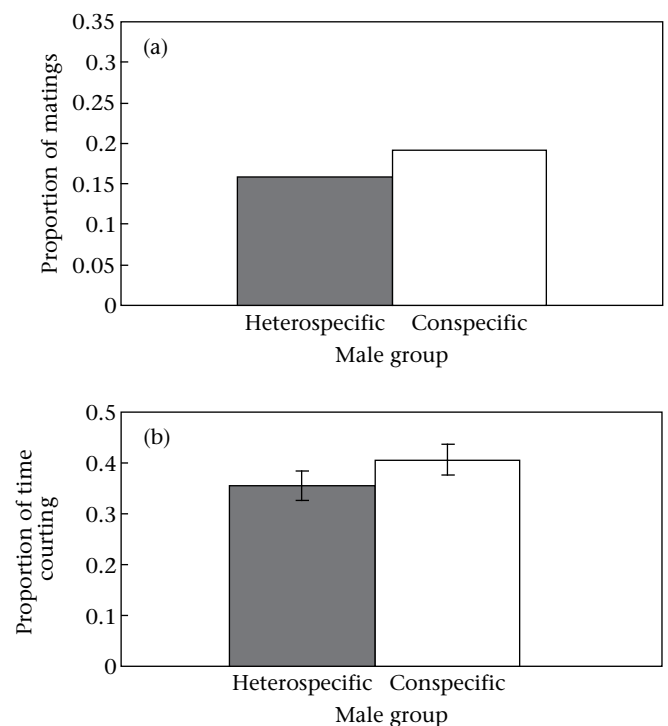 (a)
Proportion of matings
0.35
0.3
0.25
0.2
0.15
0.1
0.05
0
Heterospecific Conspecific
Male group
(b)
Proportion of time
courting
0.5
0.4
0.3
0.2
0.1
0
Heterospecific Conspecific
Male group